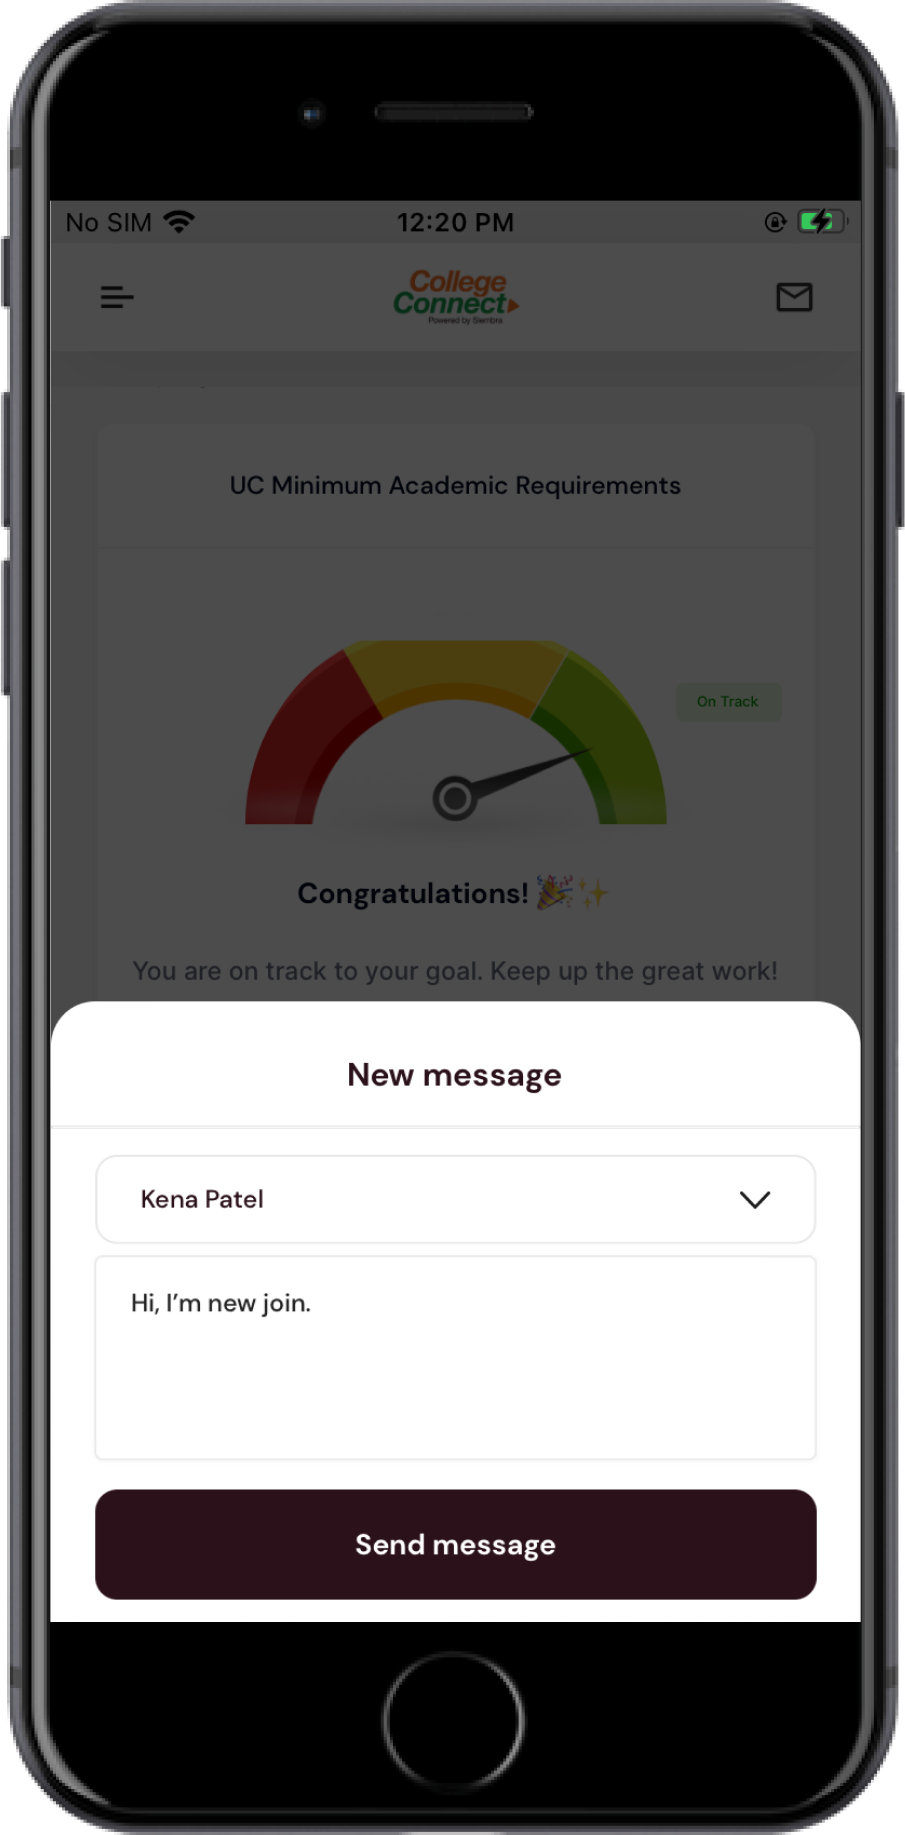 No SIM
12:20 PM
College
Connect
Powered by Siembra
UC Minimum Academic Requirements
On Track
Congratulations! 🎉✨
You are on track to your goal. Keep up the great work!
New message
Kena Patel
Hi, I’m new join.
Send message